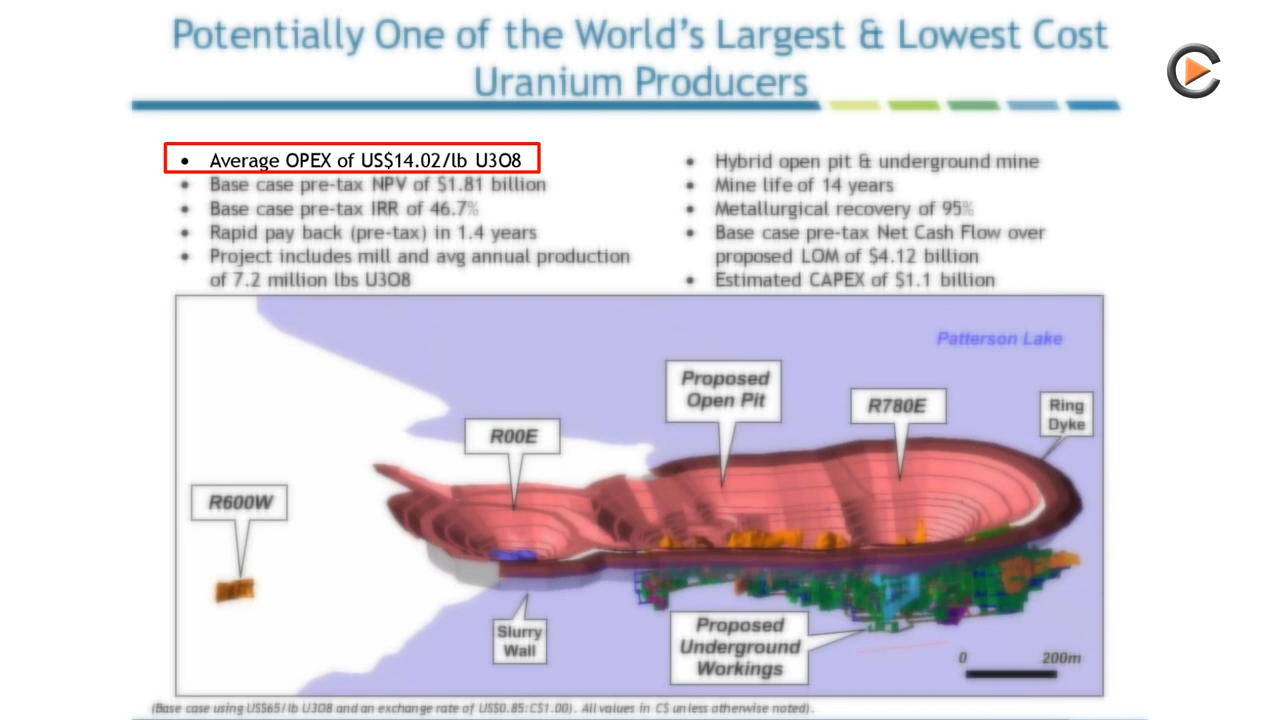 Potentially One of the World's Largest & Lowest Cost
Uranium Producers
• Average OPEX of US$14.02/lb U3O8
• Base case pre-tax NPV of $1.81 billion
• Base case pre-tax IRR of 46.7%
• Rapid pay back (pre-tax) in 1.4 years
• Project includes mill and avg annual production
of 7.2 million lbs U3O8
• Hybrid open pit & underground mine
• Mine life of 14 years
• Metallurgical recovery of 95%
• Base case pre-tax Net Cash Flow over
proposed LOM of $4.12 billion
• Estimated CAPEX of $1.1 billion
Patterson Lake
Proposed
Open Pit
R780E
Ring
Dyke
R00E
R600W
Slurry
Wall
Proposed
Underground
Workings
0 200m
(Base case using US$65/lb U3O8 and an exchange rate of US$0.85:C$1.00). All values in C$ unless otherwise noted).